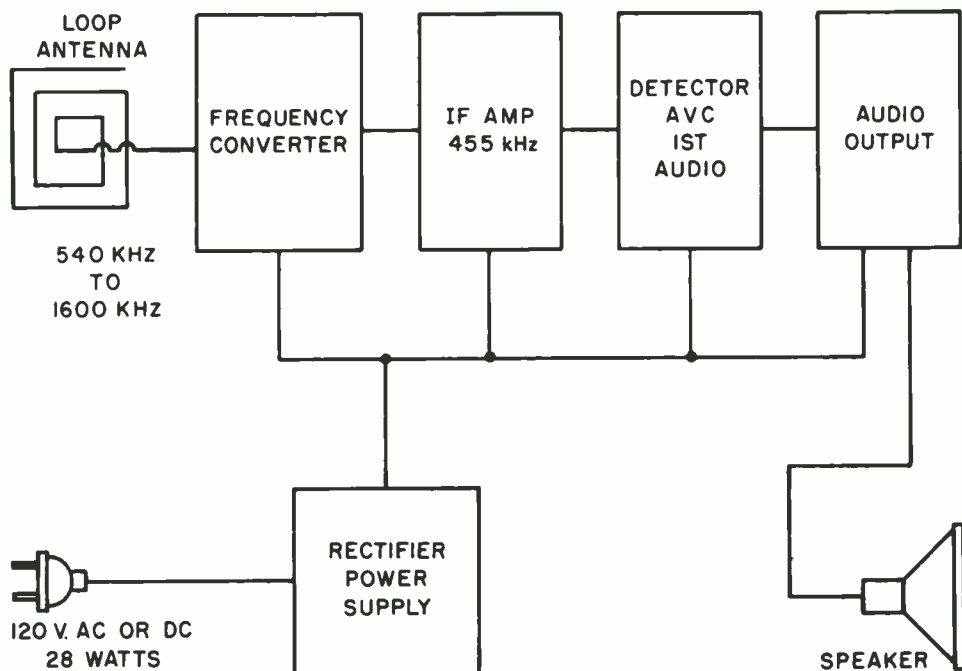 LOOP
ANTENNA
FREQUENCY
CONVERTER
IF AMP
455 kHz
DETECTOR
AVC
IST
AUDIO
AUDIO
OUTPUT
540 KHz
TO
1600 KHz
RECTIFIER
POWER
SUPPLY
120 V. AC OR DC
28 WATTS
SPEAKER